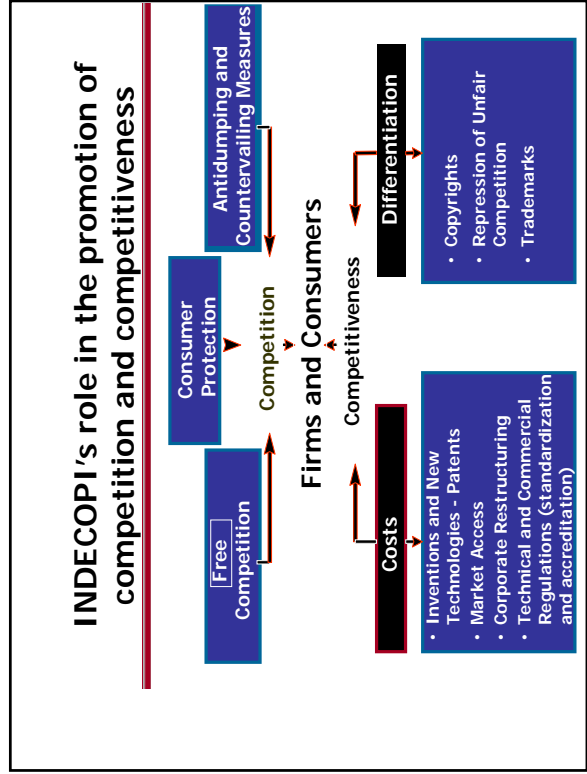 INDECOPI's role in the promotion of
competition and competitiveness
Consumer
Protection
Free
Competition
Antidumping and
Countervailing Measures
Competition
Firms and Consumers
Competitiveness
Costs
Differentiation
• Inventions and New
Technologies - Patents
• Market Access
• Corporate Restructuring
• Technical and Commercial
Regulations (standardization
and accreditation)
• Copyrights
• Repression of Unfair
Competition
• Trademarks